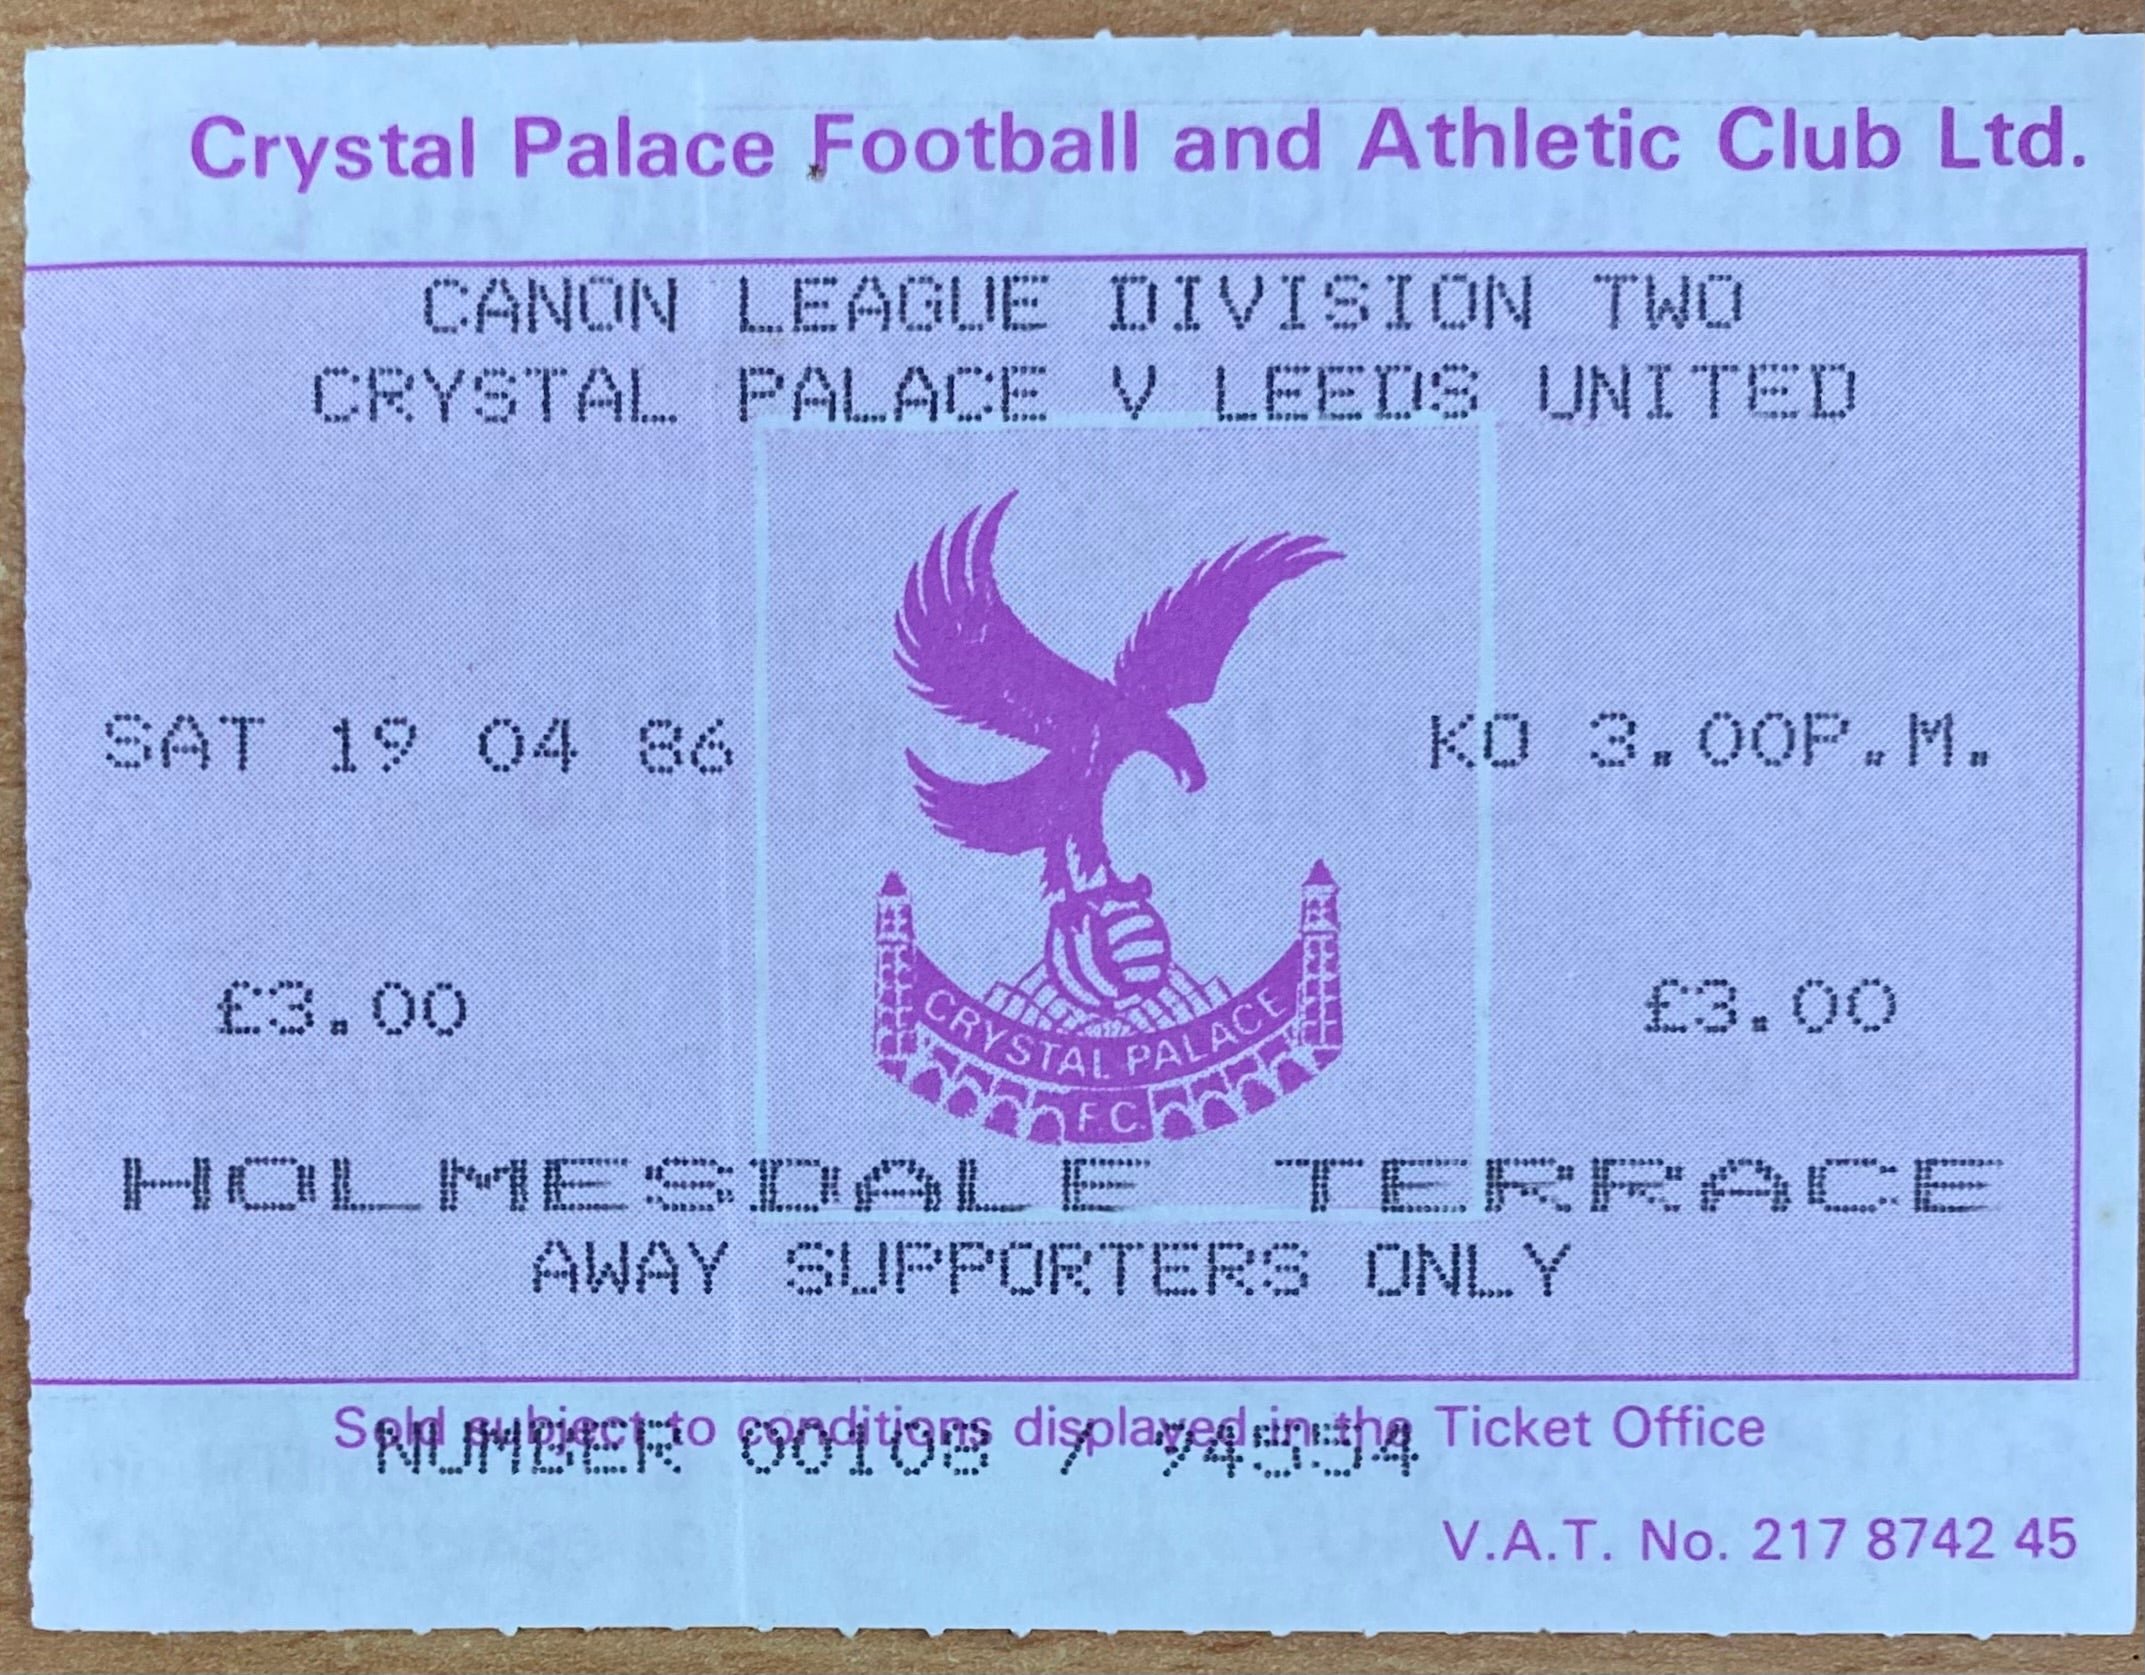 Crystal Palace Football and Athletic Club Ltd.
CANON LEAGUE DIVISION TWO
CRYSTAL PALACE V LEEDS UNITED
SAT 19 04 86 KO 3.00P.M.
£3.00 £3.00
CRYSTAL PALACE
F.C.
HOLMESDALE TERRACE
AWAY SUPPORTERS ONLY
Sold subject to conditions displayed in the Ticket Office
NUMBER 00108 /
V.A.T. No. 217 8742 45